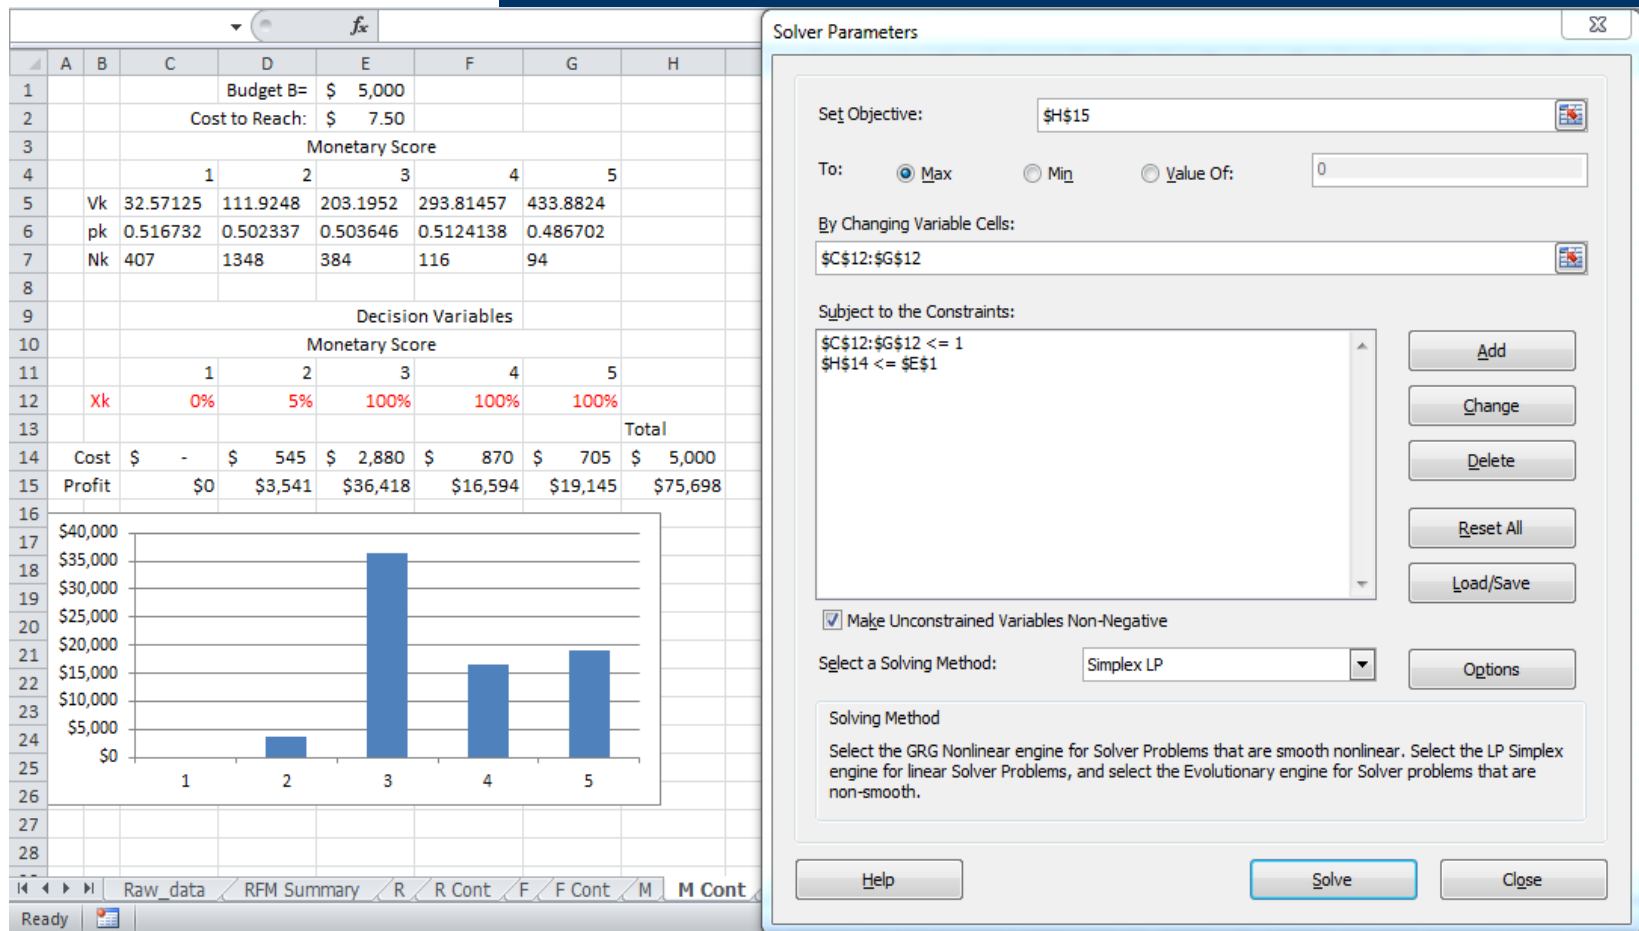 fx
A B C D E F G H
1 Budget B= $ 5,000
2 Cost to Reach: $ 7.50
3 Monetary Score
4 1 2 3 4 5
5 Vk 32.57125 111.9248 203.1952 293.81457 433.8824
6 pk 0.516732 0.502337 0.503646 0.5124138 0.486702
7 Nk 407 1348 384 116 94
8
9 Decision Variables
10 Monetary Score
11 1 2 3 4 5
12 Xk 0% 5% 100% 100% 100%
13 Total
14 Cost $ - $ 545 $ 2,880 $ 870 $ 705 $ 5,000
15 Profit $0 $3,541 $36,418 $16,594 $19,145 $75,698
16
17
18
19
20
21
22
23
24
25
26
27
28
$40,000
$35,000
$30,000
$25,000
$20,000
$15,000
$10,000
$5,000
$0
1 2 3 4 5
Raw_data RFM Summary R R Cont F F Cont M M Cont
Ready
Solver Parameters
Set Objective: $H$15
To: Max Min Value Of: 0
By Changing Variable Cells:
$C$12:$G$12
Subject to the Constraints:
$C$12:$G$12 <= 1
$H$14 <= $E$1
Add
Change
Delete
Reset All
Load/Save
Make Unconstrained Variables Non-Negative
Select a Solving Method: Simplex LP Options
Solving Method
Select the GRG Nonlinear engine for Solver Problems that are smooth nonlinear. Select the LP Simplex
engine for linear Solver Problems, and select the Evolutionary engine for Solver problems that are
non-smooth.
Help Solve Close